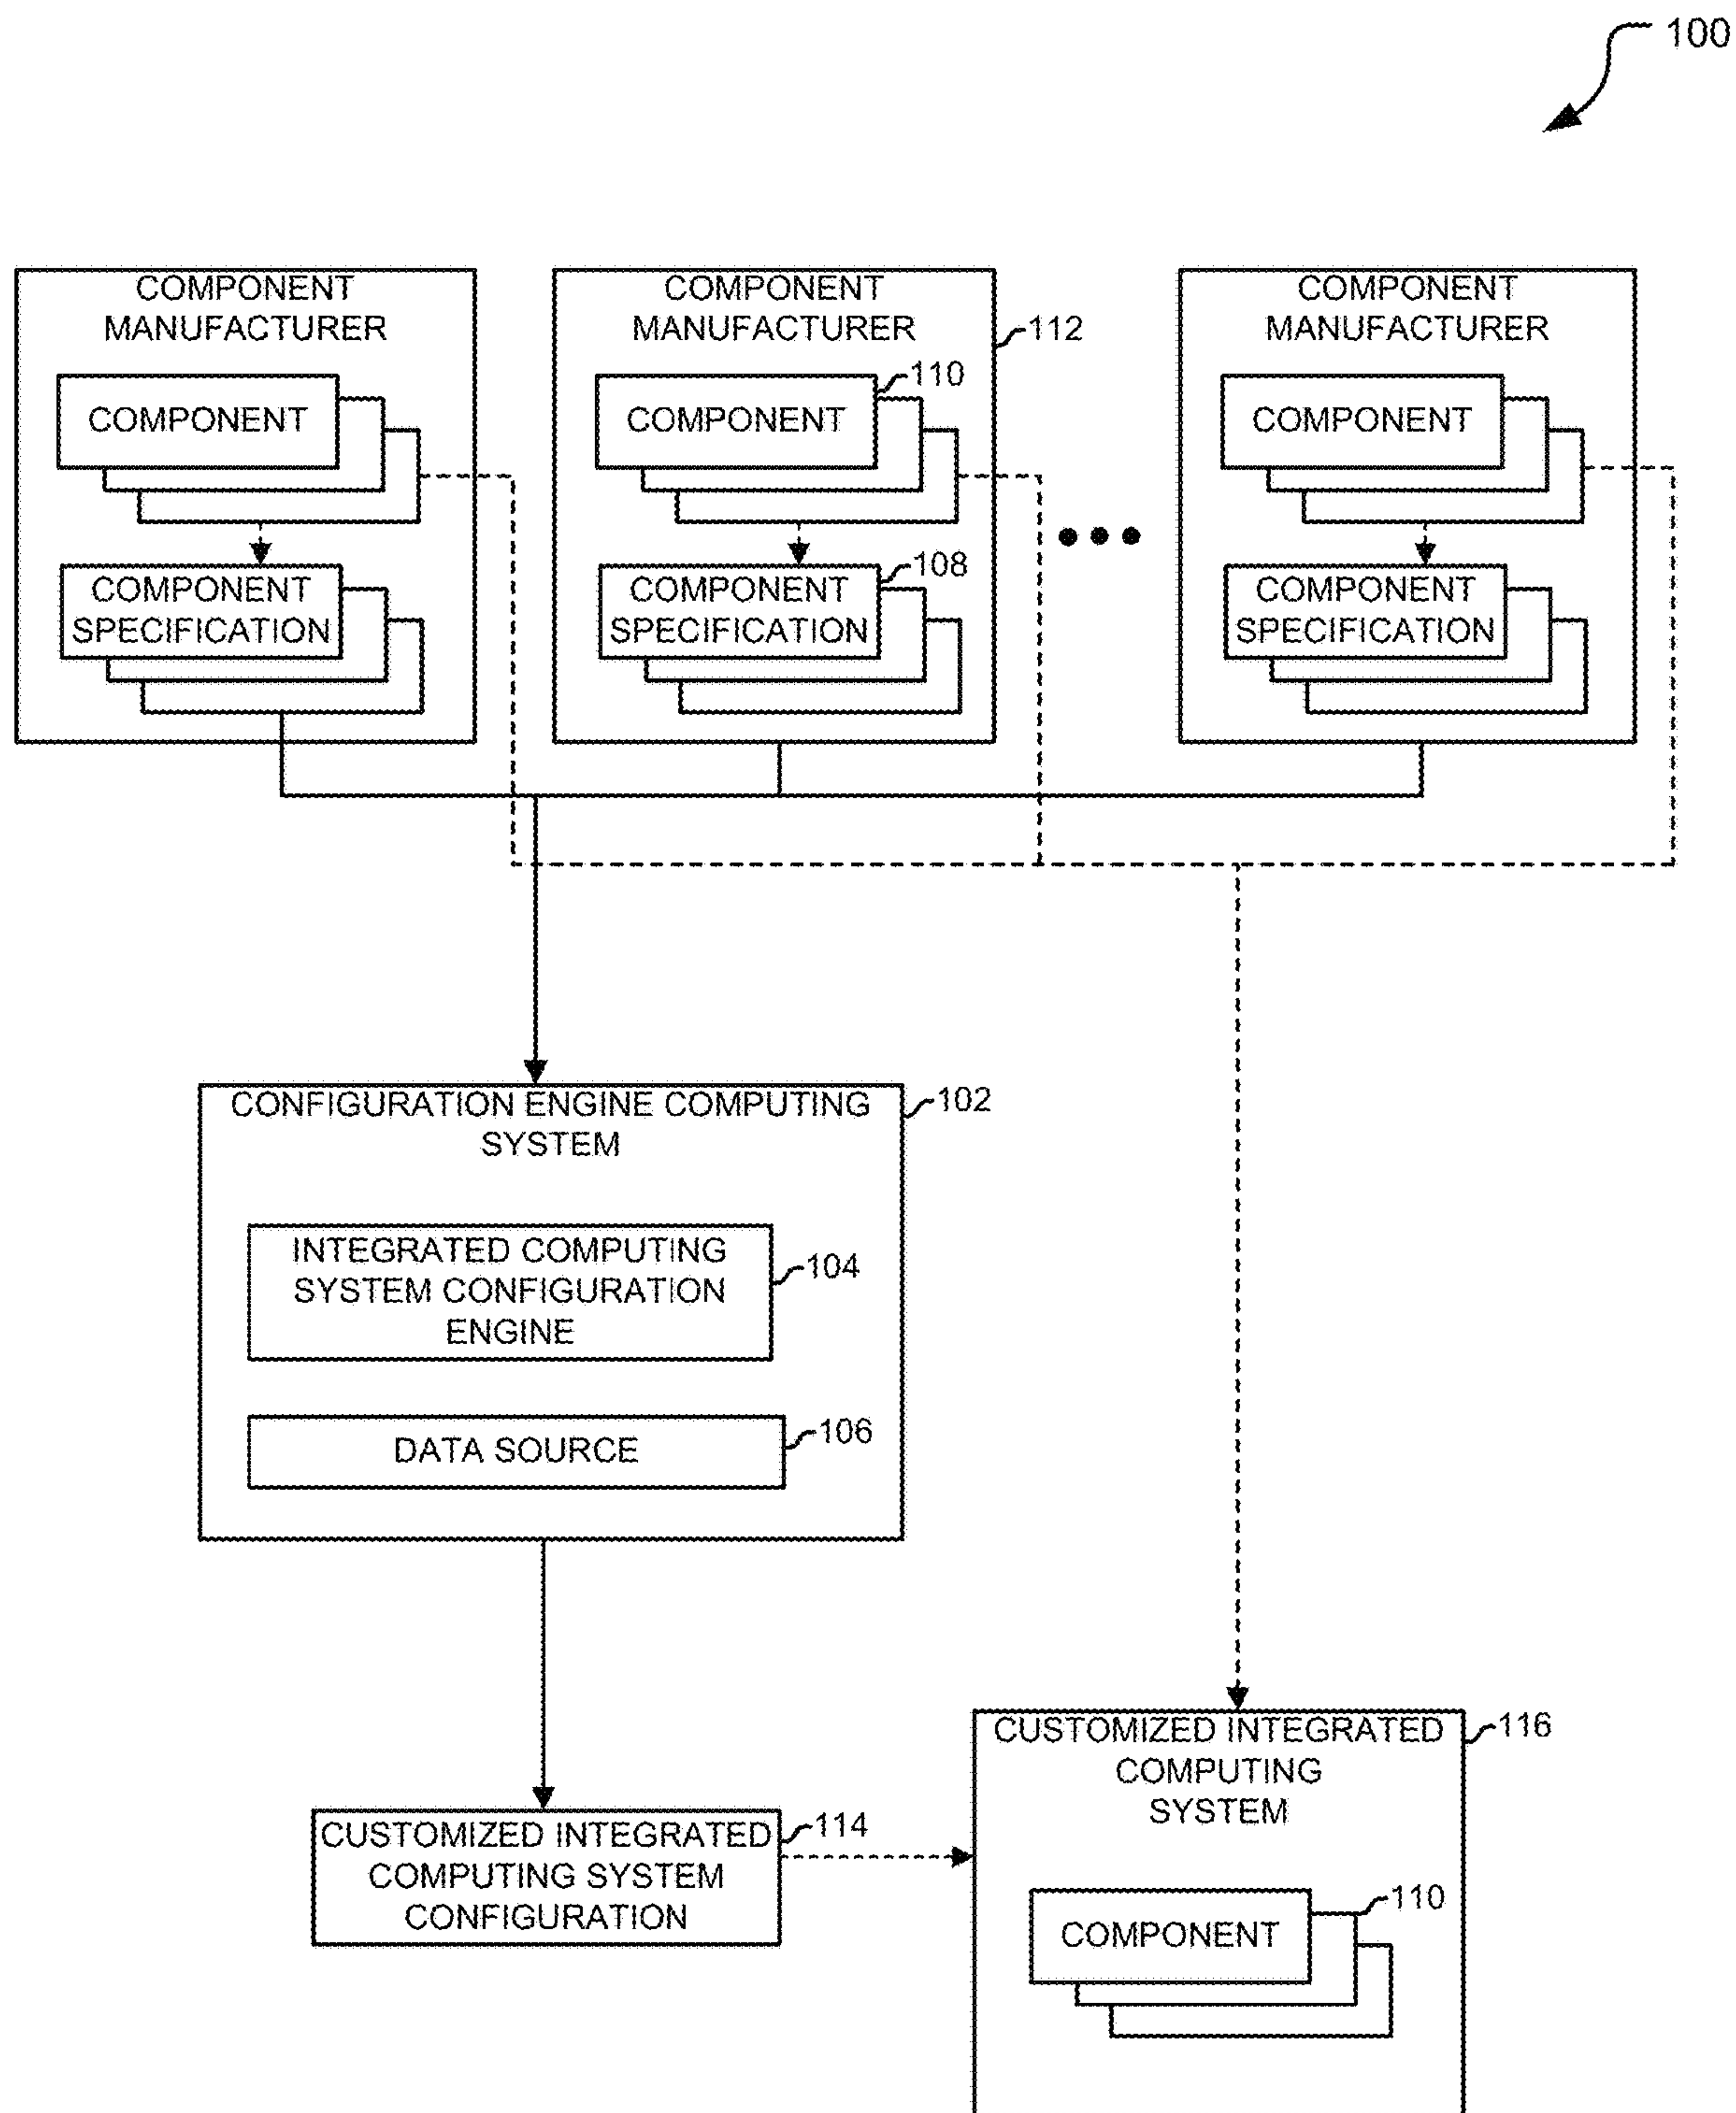 100
COMPONENT
MANUFACTURER
COMPONENT
COMPONENT
SPECIFICATION
COMPONENT
MANUFACTURER
112
110
COMPONENT
108
COMPONENT
SPECIFICATION
COMPONENT
MANUFACTURER
COMPONENT
COMPONENT
SPECIFICATION
CONFIGURATION ENGINE COMPUTING
SYSTEM
102
INTEGRATED COMPUTING
SYSTEM CONFIGURATION
ENGINE
104
DATA SOURCE
106
CUSTOMIZED INTEGRATED
COMPUTING SYSTEM
CONFIGURATION
114
CUSTOMIZED INTEGRATED
COMPUTING
SYSTEM
116
COMPONENT
110